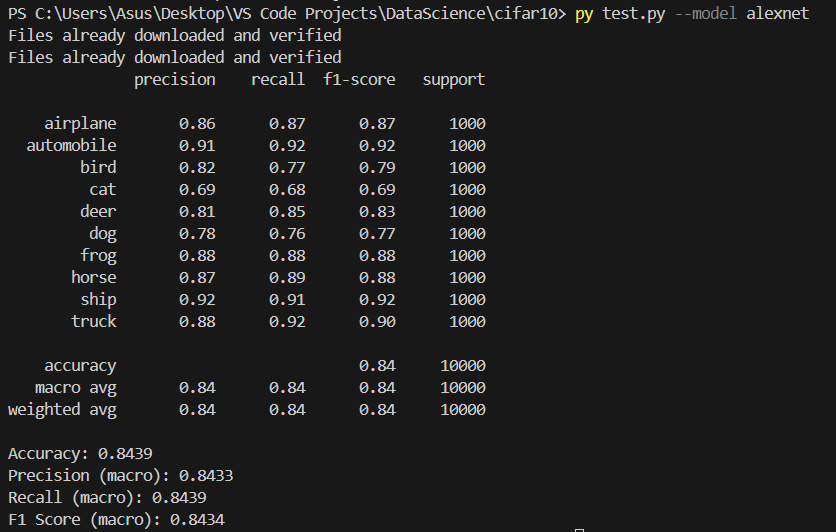 PS C:\Users\Asus\Desktop\VS Code Projects\DataScience\cifar10> py test.py --model alexnet
Files already downloaded and verified
Files already downloaded and verified
precision recall f1-score support
airplane 0.86 0.87 0.87 1000
automobile 0.91 0.92 0.92 1000
bird 0.82 0.77 0.79 1000
cat 0.69 0.68 0.69 1000
deer 0.81 0.85 0.83 1000
dog 0.78 0.76 0.77 1000
frog 0.88 0.88 0.88 1000
horse 0.87 0.89 0.88 1000
ship 0.92 0.91 0.92 1000
truck 0.88 0.92 0.90 1000
accuracy 0.84 10000
macro avg 0.84 0.84 0.84 10000
weighted avg 0.84 0.84 0.84 10000
Accuracy: 0.8439
Precision (macro): 0.8433
Recall (macro): 0.8439
F1 Score (macro): 0.8434